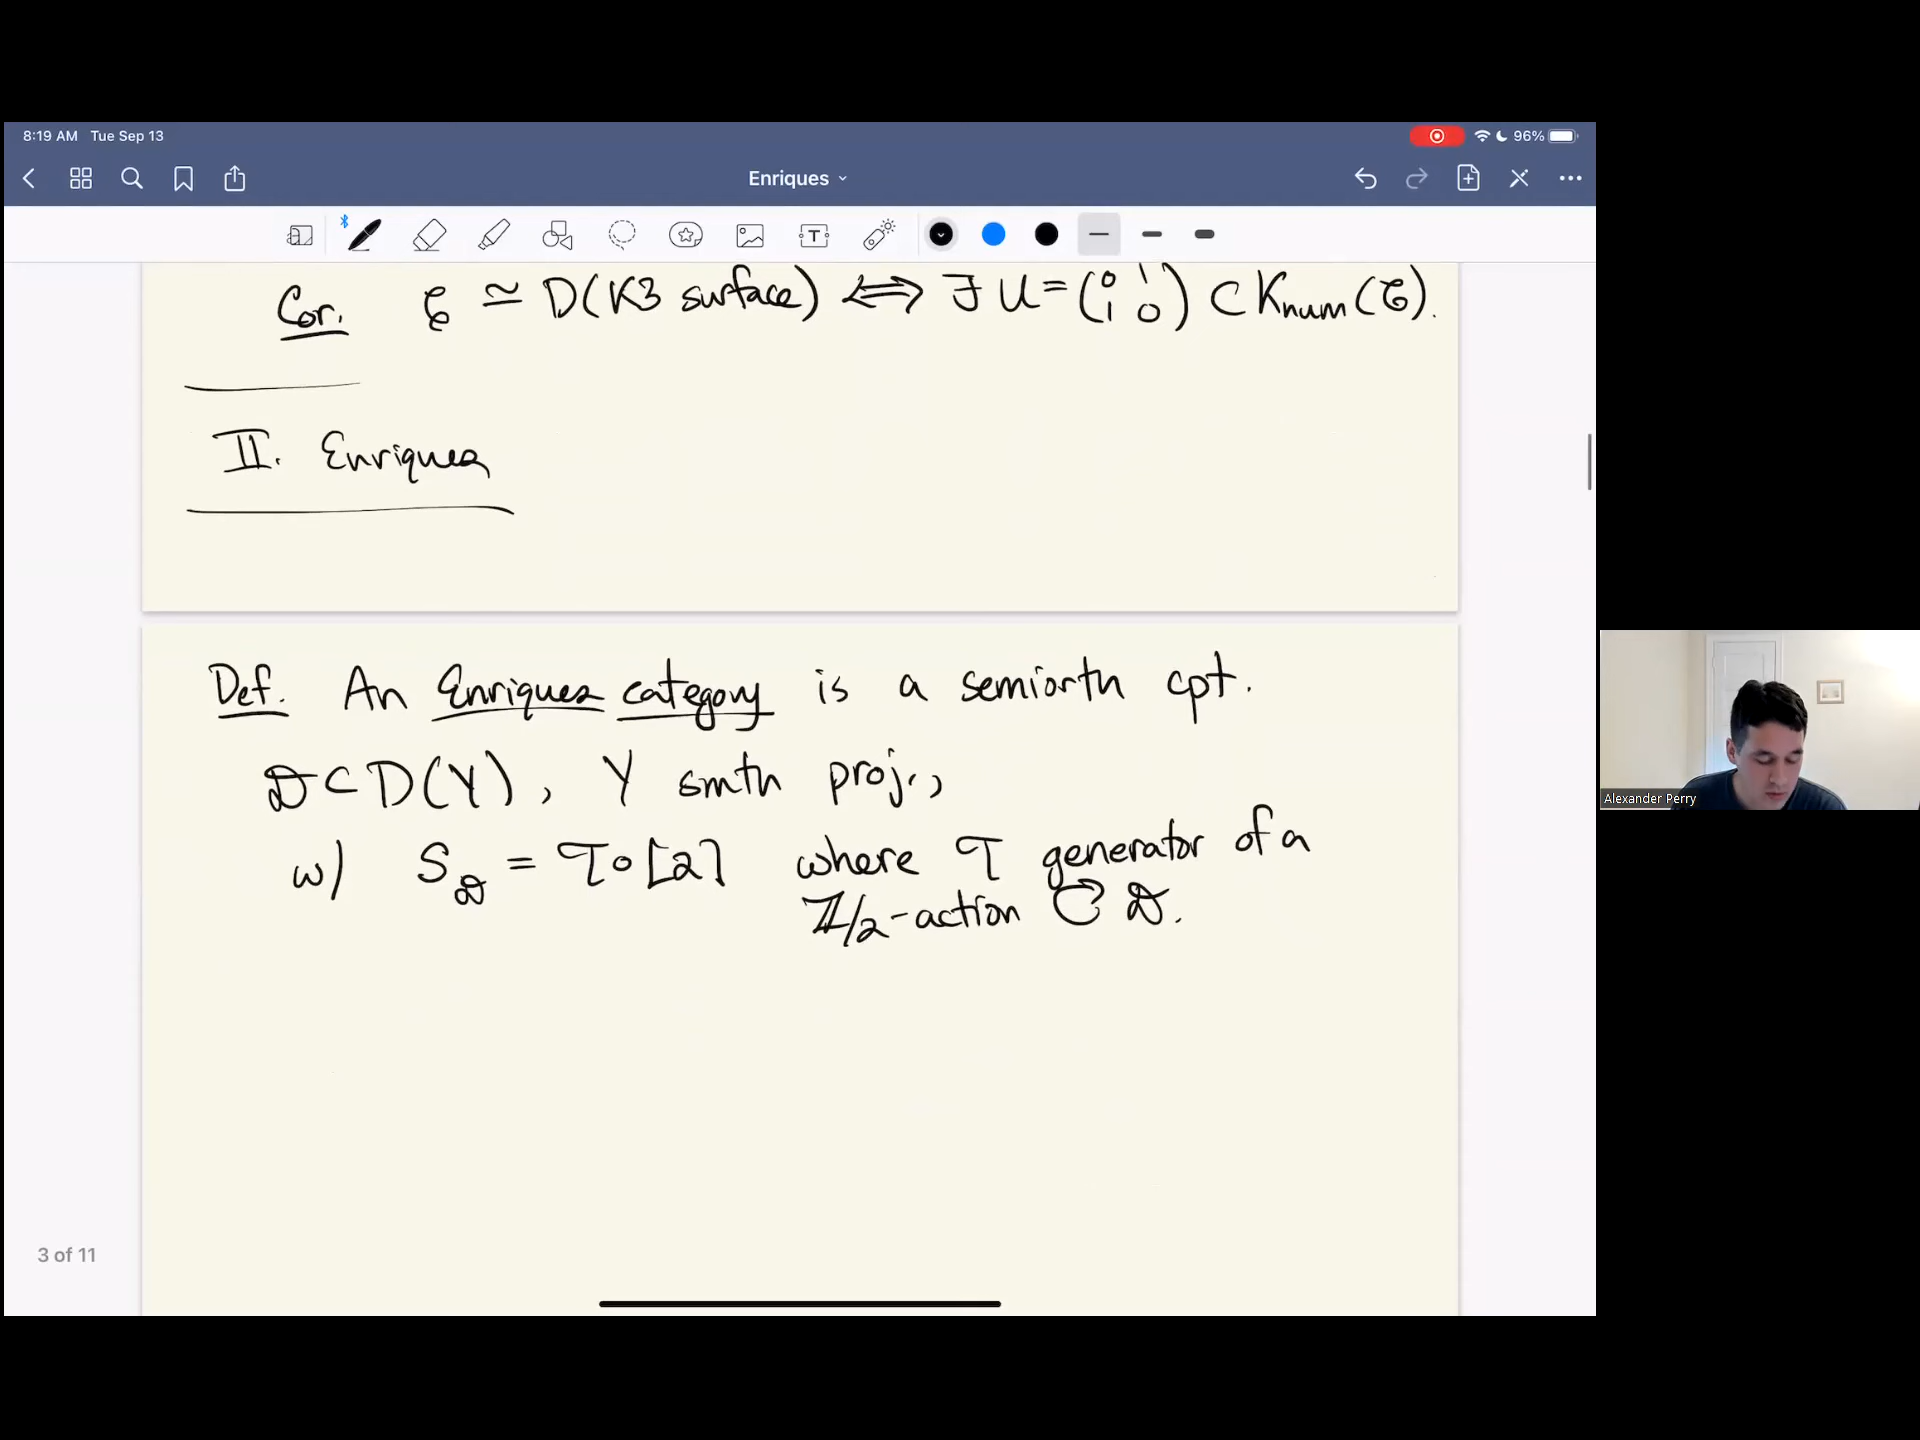 8:19 AM Tue Sep 13
96%
Enriques
Cor. 𝒞 ≃ D(K3 surface) ⟺ ∃ U = (0 1 / 1 0) ⊂ Knum(𝒞).
II. Enriques
Def. An Enriques category is a semiorth cpt.
𝒟 ⊂ D(Y), Y smth proj.,
w/ S_𝒟 = τ∘[2] where τ generator of a
ℤ/2-action ↻ 𝒟.
Alexander Perry
3 of 11